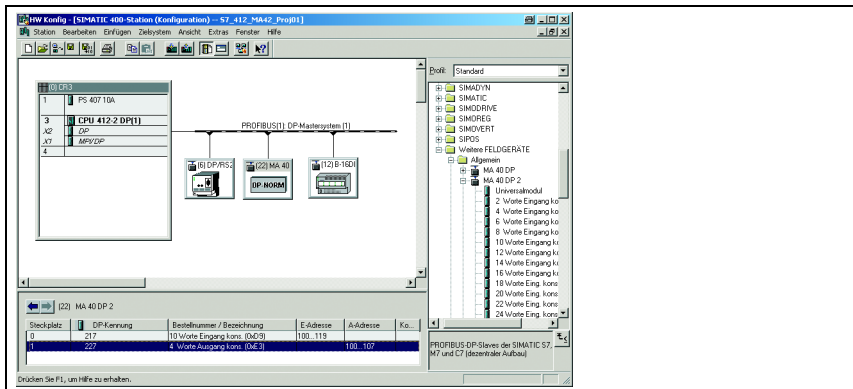 HW Konfig - [SIMATIC 400-Station (Konfiguration) -- S7_412_MA42_Proj01]
Station Bearbeiten Einfügen Zielsystem Ansicht Extras Fenster Hilfe
(0) CR3
1 PS 407 10A
3 CPU 412-2 DP(1)
X2 DP
X1 MPI/DP
4
PROFIBUS(1): DP-Mastersystem (1)
(6) DP/RS2
(22) MA 40
DP-NORM
(12) B-16DI
Profil: Standard
SIMADYN
SIMATIC
SIMODRIVE
SIMOREG
SIMOVERT
SIPOS
Weitere FELDGERÄTE
Allgemein
MA 40 DP
MA 40 DP 2
Universalmodul
2 Worte Eingang ko
4 Worte Eingang ko
6 Worte Eingang ko
8 Worte Eingang ko
10 Worte Eingang k
12 Worte Eingang k
14 Worte Eingang k
16 Worte Eingang k
18 Worte Eing. kons
20 Worte Eing. kons
22 Worte Eing. kons
24 Worte Eing. kons
PROFIBUS-DP-Slaves der SIMATIC S7, M7 und C7 (dezentraler Aufbau)
(22) MA 40 DP 2
Steckplatz DP-Kennung Bestellnummer / Bezeichnung E-Adresse A-Adresse Ko...
0 217 10 Worte Eingang kons. (0xD9) 100...119
1 227 4 Worte Ausgang kons. (0xE3) 100...107
Drücken Sie F1, um Hilfe zu erhalten.